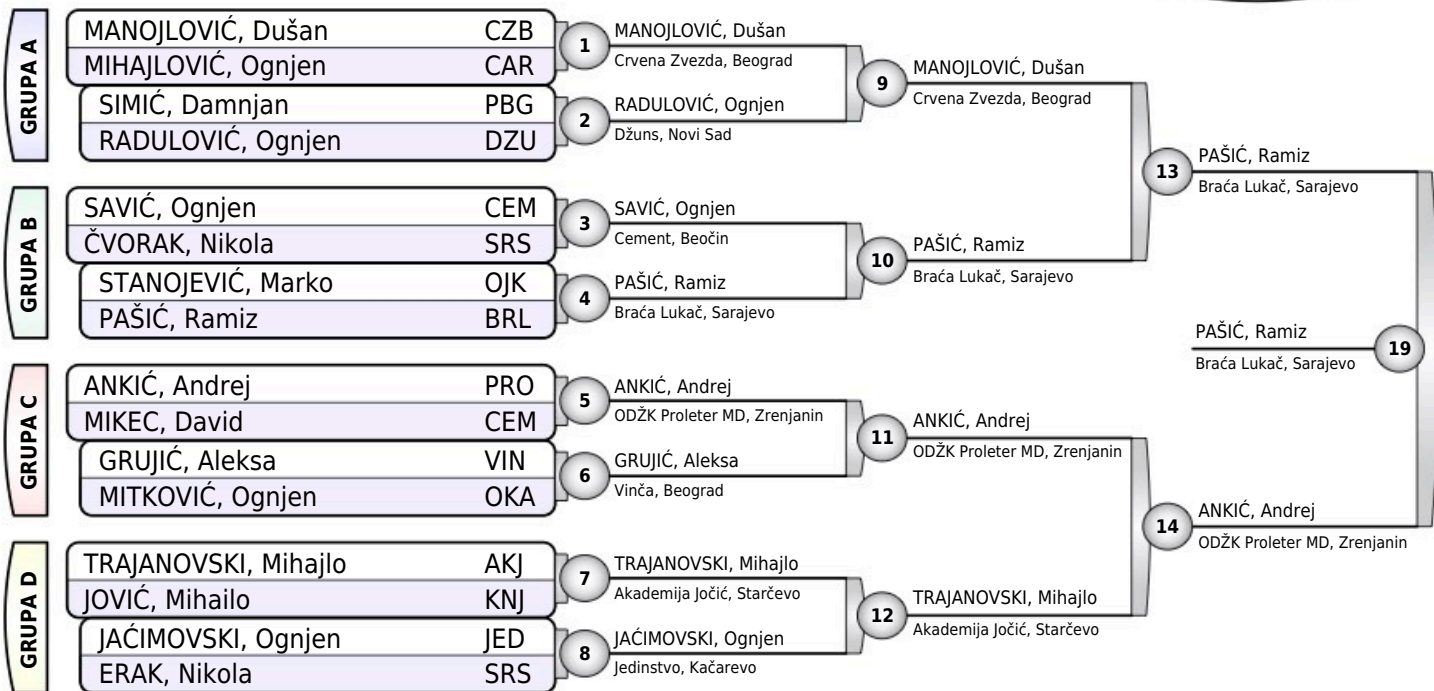 GRUPA A
MANOJLOVIĆ, Dušan CZB
MIHAJLOVIĆ, Ognjen CAR
SIMIĆ, Damnjan PBG
RADULOVIĆ, Ognjen DZU
GRUPA B
SAVIĆ, Ognjen CEM
ČVORAK, Nikola SRS
STANOJEVIĆ, Marko OJK
PAŠIĆ, Ramiz BRL
GRUPA C
ANKIĆ, Andrej PRO
MIKEC, David CEM
GRUJIĆ, Aleksa VIN
MITKOVIĆ, Ognjen OKA
GRUPA D
TRAJANOVSKI, Mihajlo AKJ
JOVIĆ, Mihailo KNJ
JAĆIMOVSKI, Ognjen JED
ERAK, Nikola SRS
1
MANOJLOVIĆ, Dušan
Crvena Zvezda, Beograd
2
RADULOVIĆ, Ognjen
Džuns, Novi Sad
3
SAVIĆ, Ognjen
Cement, Beočin
4
PAŠIĆ, Ramiz
Braća Lukač, Sarajevo
5
ANKIĆ, Andrej
ODŽK Proleter MD, Zrenjanin
6
GRUJIĆ, Aleksa
Vinča, Beograd
7
TRAJANOVSKI, Mihajlo
Akademija Jočić, Starčevo
8
JAĆIMOVSKI, Ognjen
Jedinstvo, Kačarevo
9
MANOJLOVIĆ, Dušan
Crvena Zvezda, Beograd
10
PAŠIĆ, Ramiz
Braća Lukač, Sarajevo
11
ANKIĆ, Andrej
ODŽK Proleter MD, Zrenjanin
12
TRAJANOVSKI, Mihajlo
Akademija Jočić, Starčevo
13
PAŠIĆ, Ramiz
Braća Lukač, Sarajevo
14
ANKIĆ, Andrej
ODŽK Proleter MD, Zrenjanin
PAŠIĆ, Ramiz
Braća Lukač, Sarajevo
19